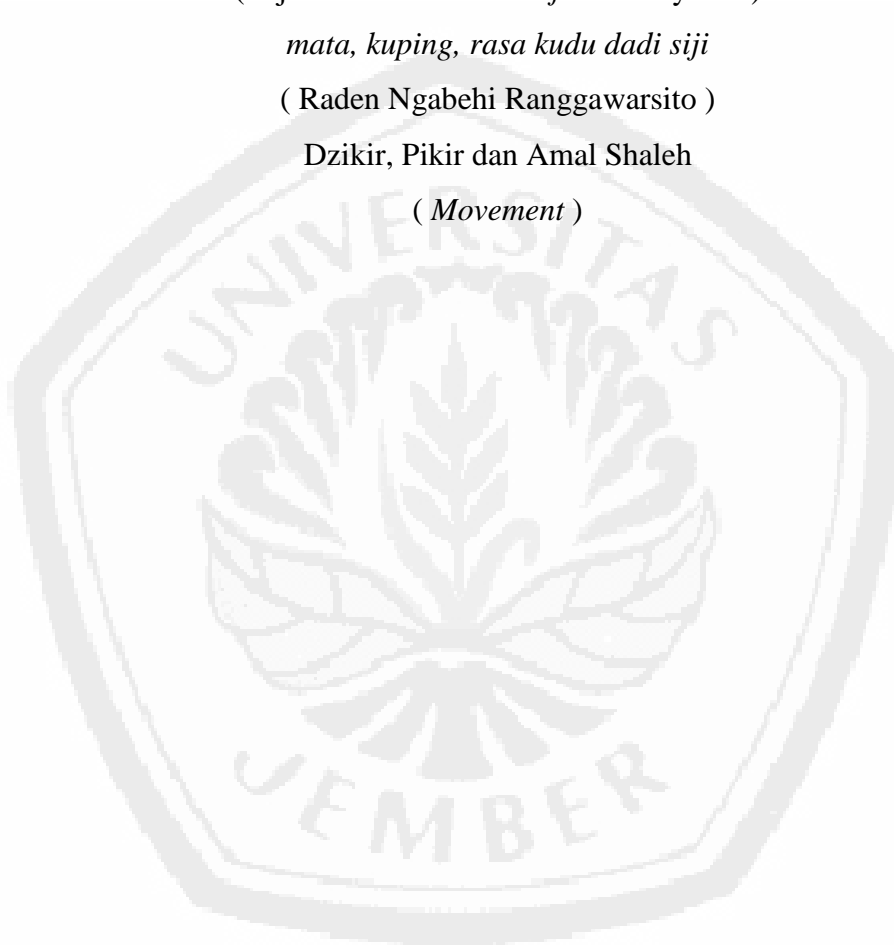 mata, kuping, rasa kudu dadi siji
( Raden Ngabehi Ranggawarsito )
Dzikir, Pikir dan Amal Shaleh
( Movement )
UNIVERSITAS
JEMBER